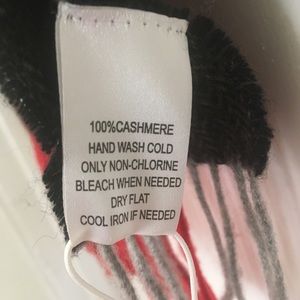 100%CASHMERE
HAND WASH COLD
ONLY NON-CHLORINE
BLEACH WHEN NEEDED
DRY FLAT
COOL IRON IF NEEDED